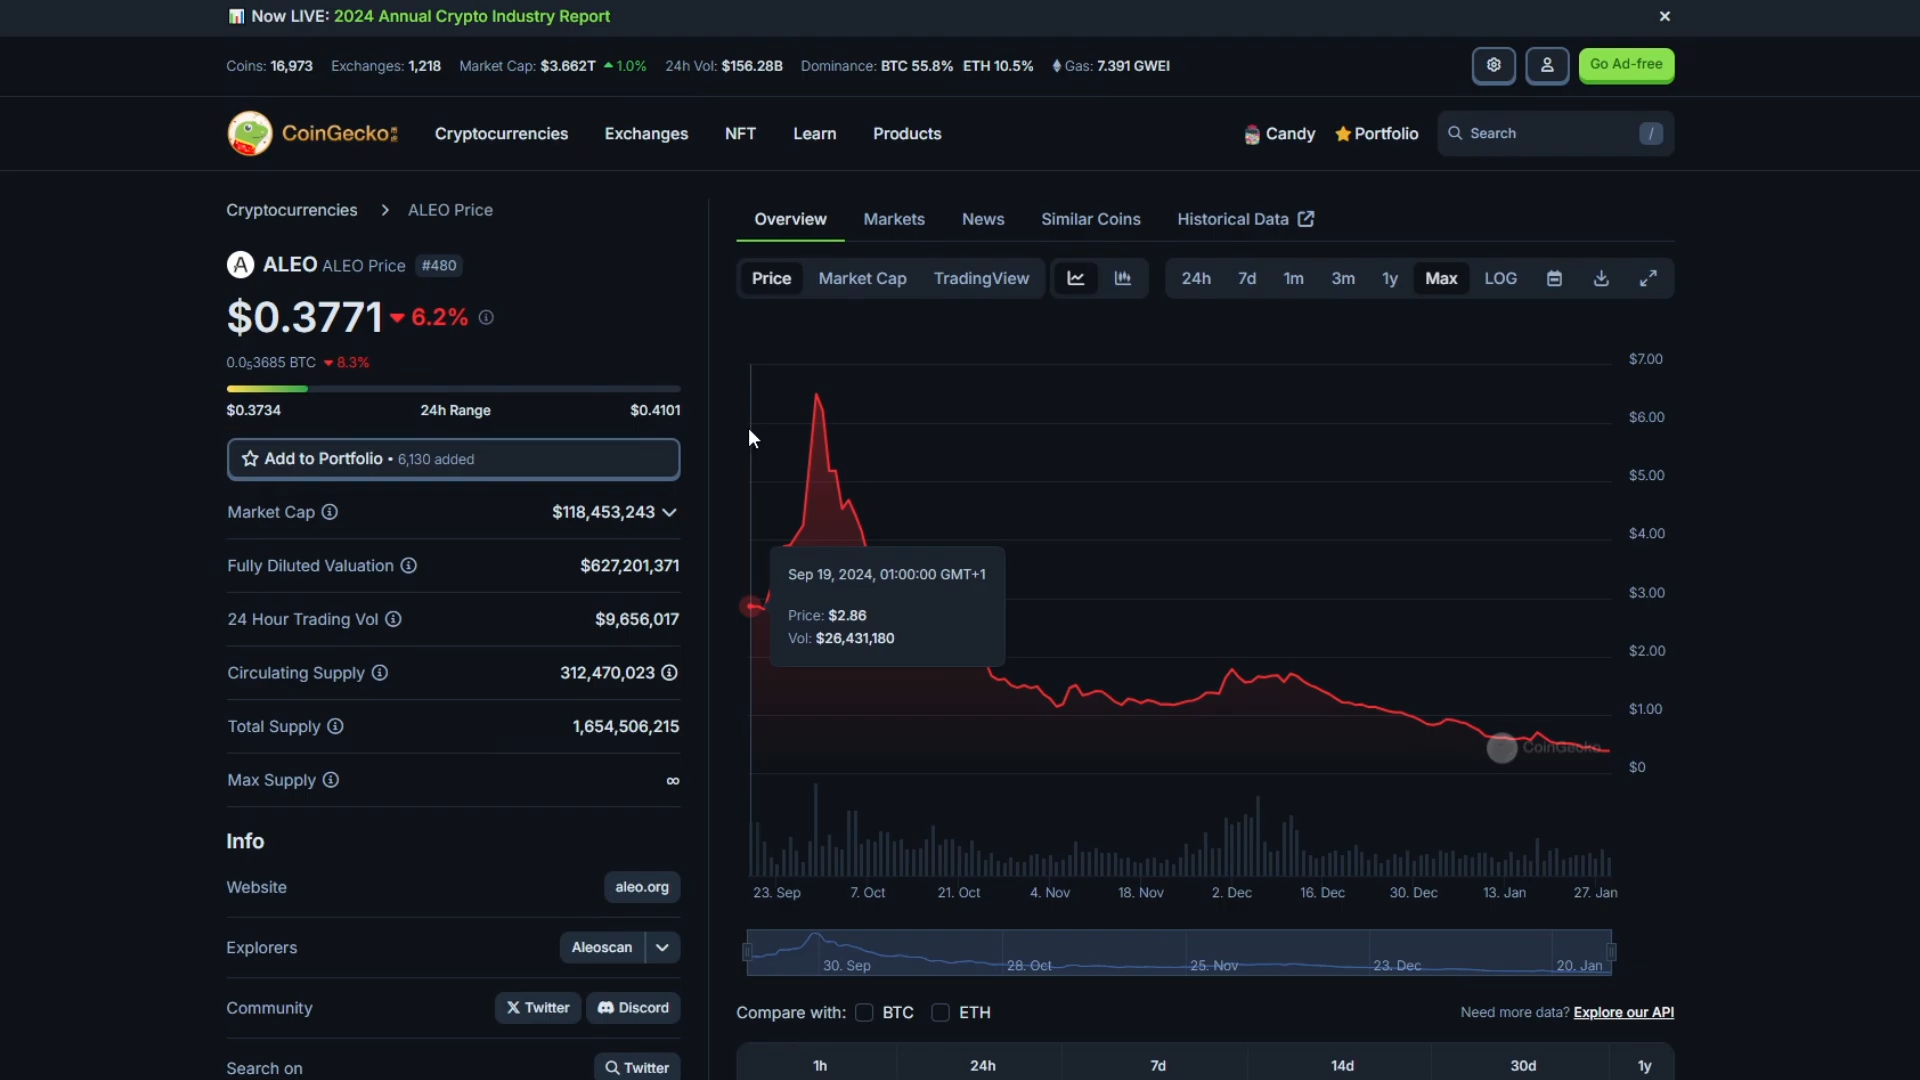 Now LIVE: 2024 Annual Crypto Industry Report
Coins: 16,973 Exchanges: 1,218 Market Cap: $3.662T 1.0% 24h Vol: $156.28B Dominance: BTC 55.8% ETH 10.5% Gas: 7.391 GWEI
Go Ad-free
CoinGecko
Cryptocurrencies Exchanges NFT Learn Products
Candy Portfolio Search /
Cryptocurrencies > ALEO Price
ALEO ALEO Price #480
$0.3771 6.2%
0.0₅3685 BTC 8.3%
$0.3734 24h Range $0.4101
Add to Portfolio • 6,130 added
Market Cap $118,453,243
Fully Diluted Valuation $627,201,371
24 Hour Trading Vol $9,656,017
Circulating Supply 312,470,023
Total Supply 1,654,506,215
Max Supply ∞
Info
Website aleo.org
Explorers Aleoscan
Community Twitter Discord
Search on Twitter
Overview Markets News Similar Coins Historical Data
Price Market Cap TradingView
24h 7d 1m 3m 1y Max LOG
$7.00
$6.00
$5.00
$4.00
$3.00
$2.00
$1.00
$0
Sep 19, 2024, 01:00:00 GMT+1
Price: $2.86
Vol: $26,431,180
CoinGecko
23. Sep 7. Oct 21. Oct 4. Nov 18. Nov 2. Dec 16. Dec 30. Dec 13. Jan 27. Jan
30. Sep 28. Oct 25. Nov 23. Dec 20. Jan
Compare with: BTC ETH
Need more data? Explore our API
1h 24h 7d 14d 30d 1y